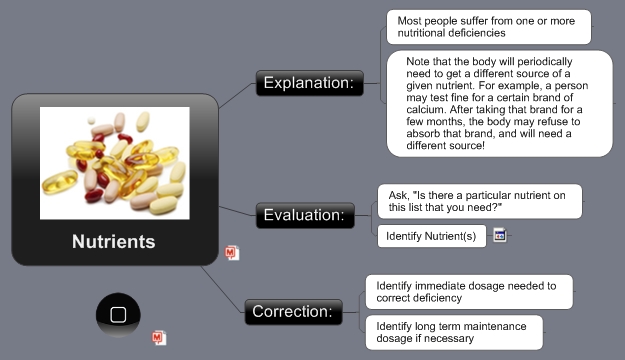 Nutrients
Explanation:
Most people suffer from one or more
nutritional deficiencies
Note that the body will periodically
need to get a different source of a
given nutrient. For example, a person
may test fine for a certain brand of
calcium. After taking that brand for a
few months, the body may refuse to
absorb that brand, and will need a
different source!
Evaluation:
Ask, "Is there a particular nutrient on
this list that you need?"
Identify Nutrient(s)
Correction:
Identify immediate dosage needed to
correct deficiency
Identify long term maintenance
dosage if necessary